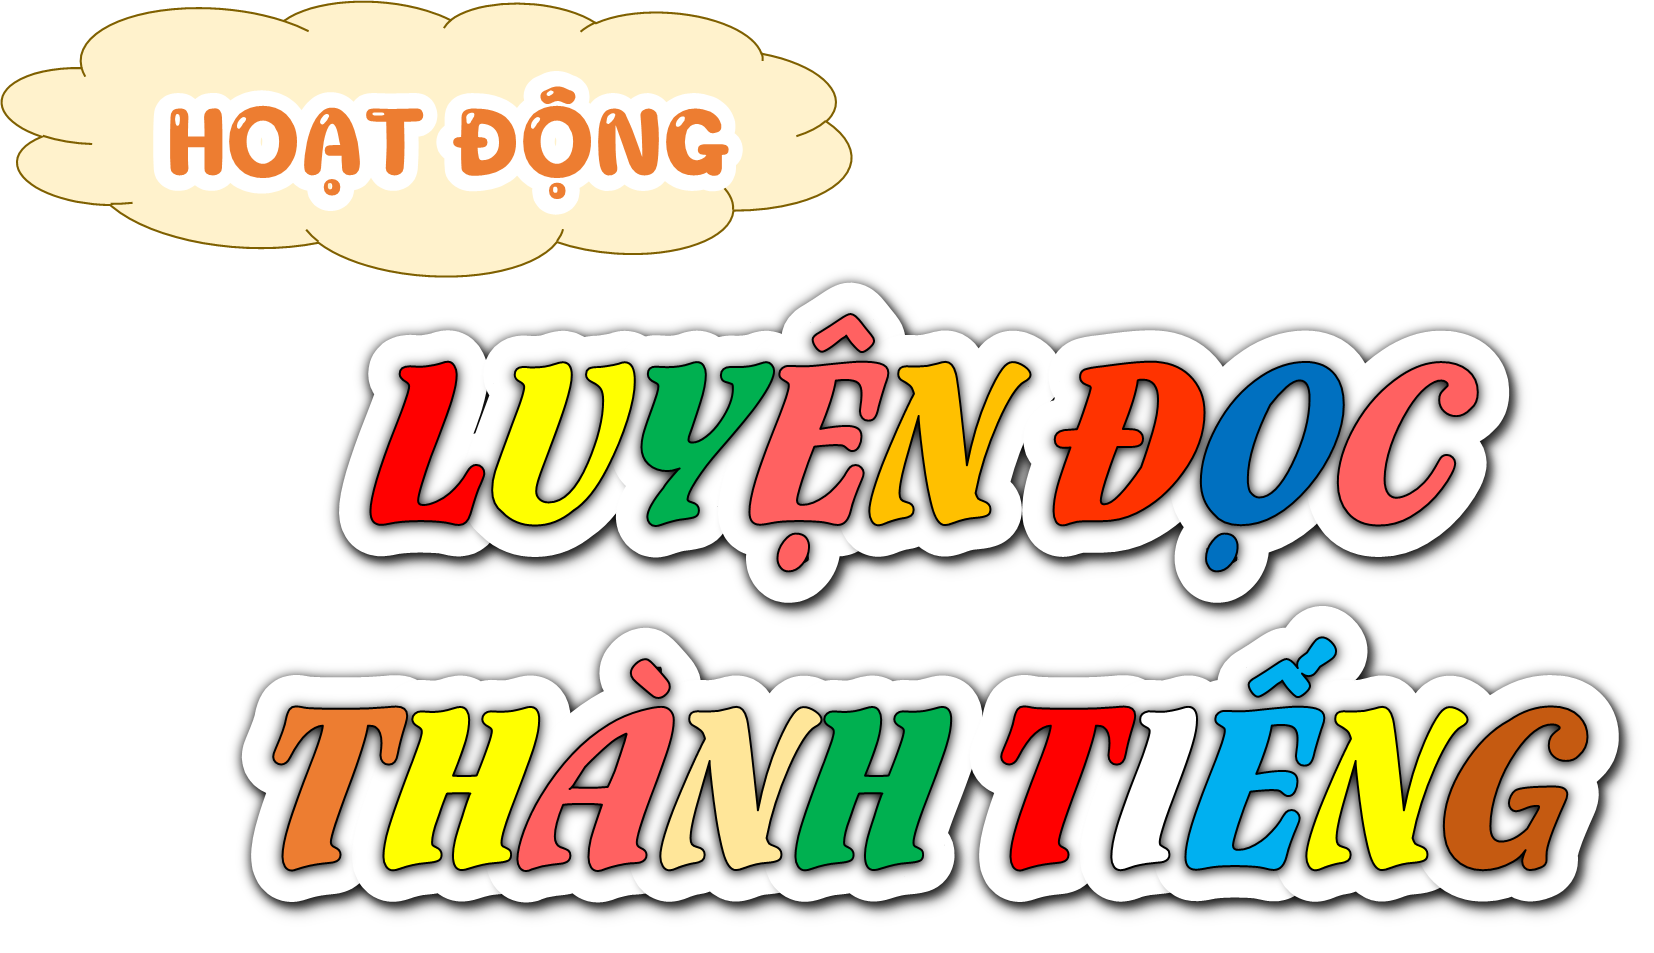 HOẠT ĐỘNG
LUYỆN ĐỌC
THÀNH TIẾNG